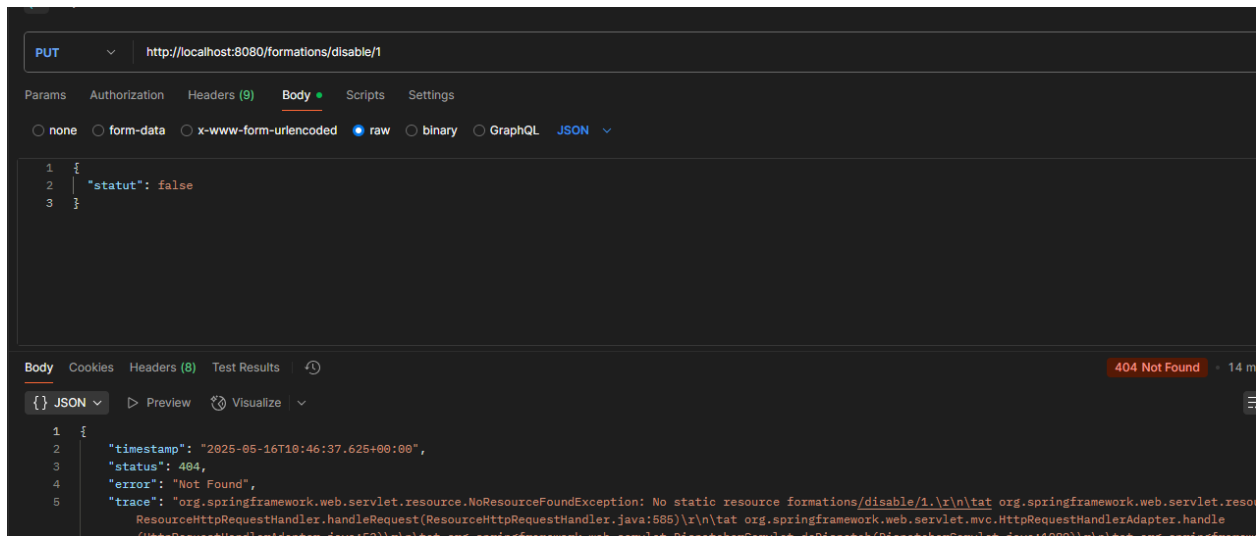 PUT http://localhost:8080/formations/disable/1
Params Authorization Headers (9) Body Scripts Settings
none form-data x-www-form-urlencoded raw binary GraphQL JSON
1 {
2 "statut": false
3 }
Body Cookies Headers (8) Test Results 404 Not Found 14 m
{} JSON Preview Visualize
1 {
2 "timestamp": "2025-05-16T10:46:37.625+00:00",
3 "status": 404,
4 "error": "Not Found",
5 "trace": "org.springframework.web.servlet.resource.NoResourceFoundException: No static resource formations/disable/1.\r\n\tat org.springframework.web.servlet.resou
ResourceHttpRequestHandler.handleRequest(ResourceHttpRequestHandler.java:585)\r\n\tat org.springframework.web.servlet.mvc.HttpRequestHandlerAdapter.handle